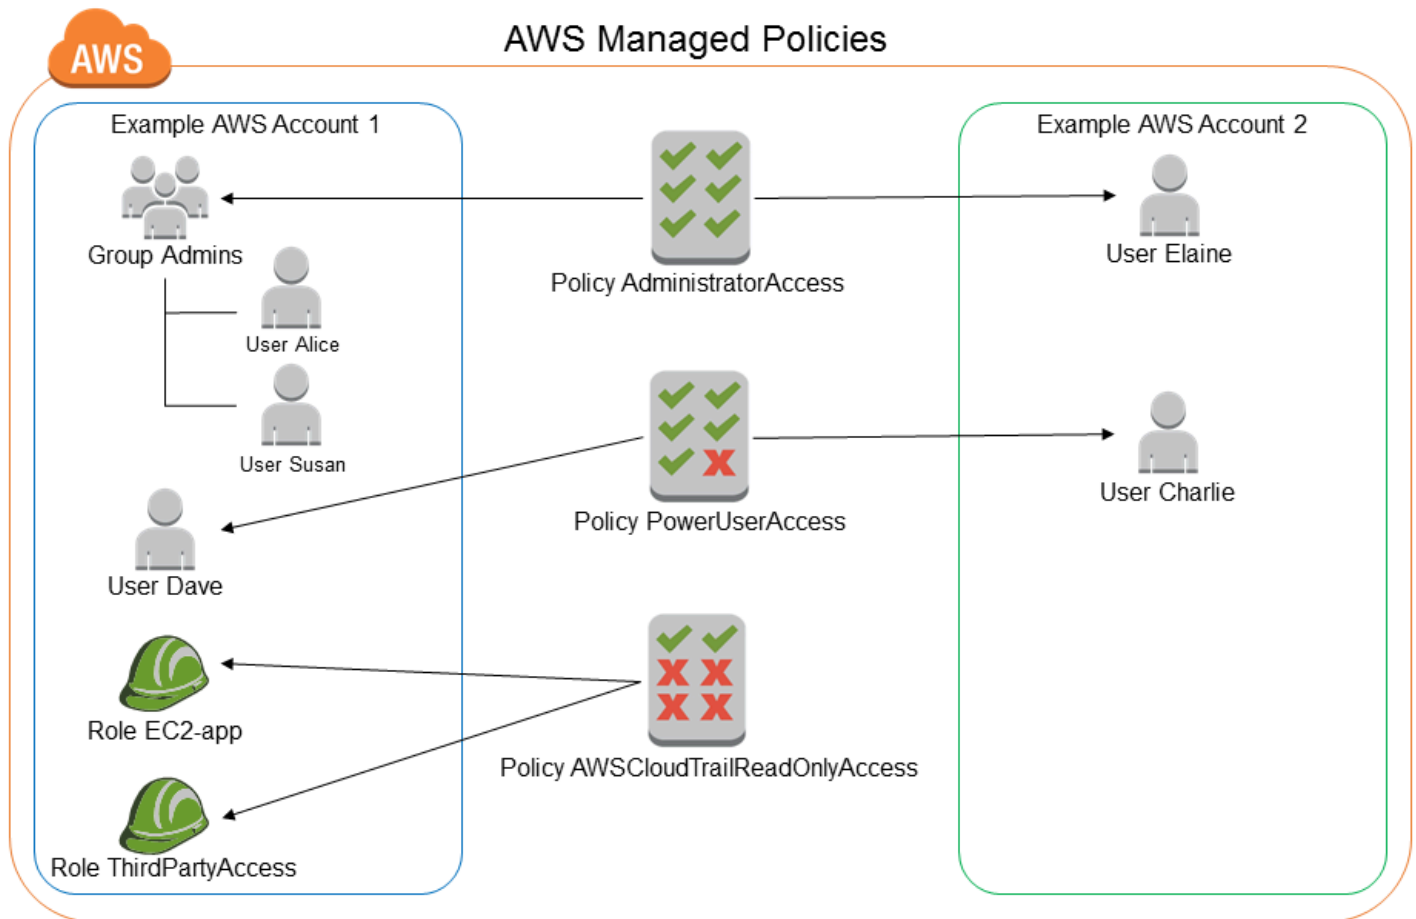 AWS Managed Policies
AWS
Example AWS Account 1
Example AWS Account 2
Group Admins
User Alice
User Susan
User Dave
Role EC2-app
Role ThirdPartyAccess
Policy AdministratorAccess
Policy PowerUserAccess
Policy AWSCloudTrailReadOnlyAccess
User Elaine
User Charlie